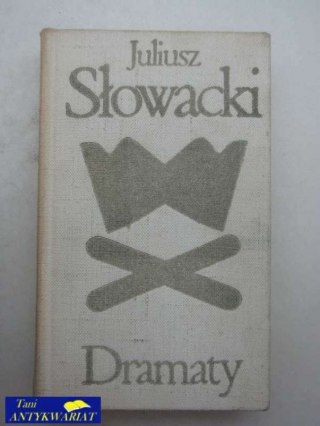 Juliusz
Słowacki
Dramaty
Tani
ANTYKWARIAT